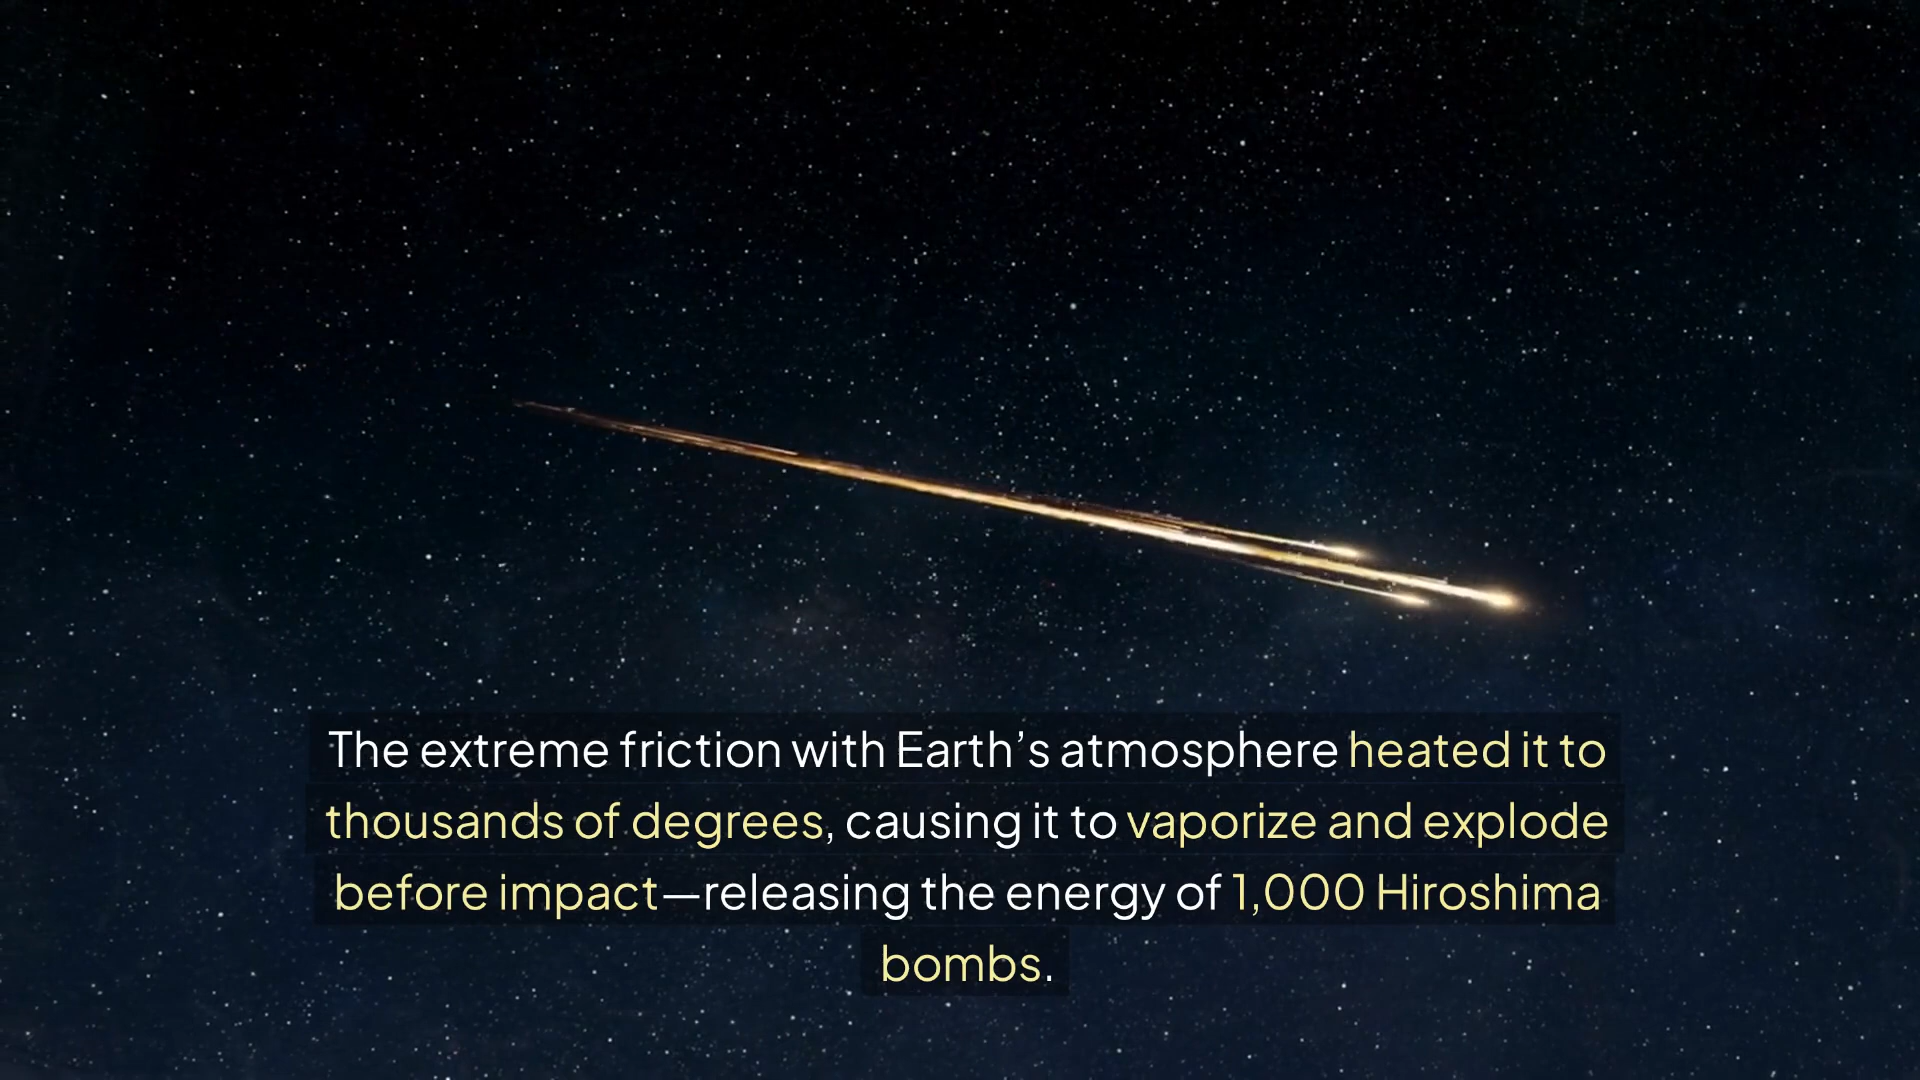 The extreme friction with Earth’s atmosphere heated it to
thousands of degrees, causing it to vaporize and explode
before impact—releasing the energy of 1,000 Hiroshima
bombs.